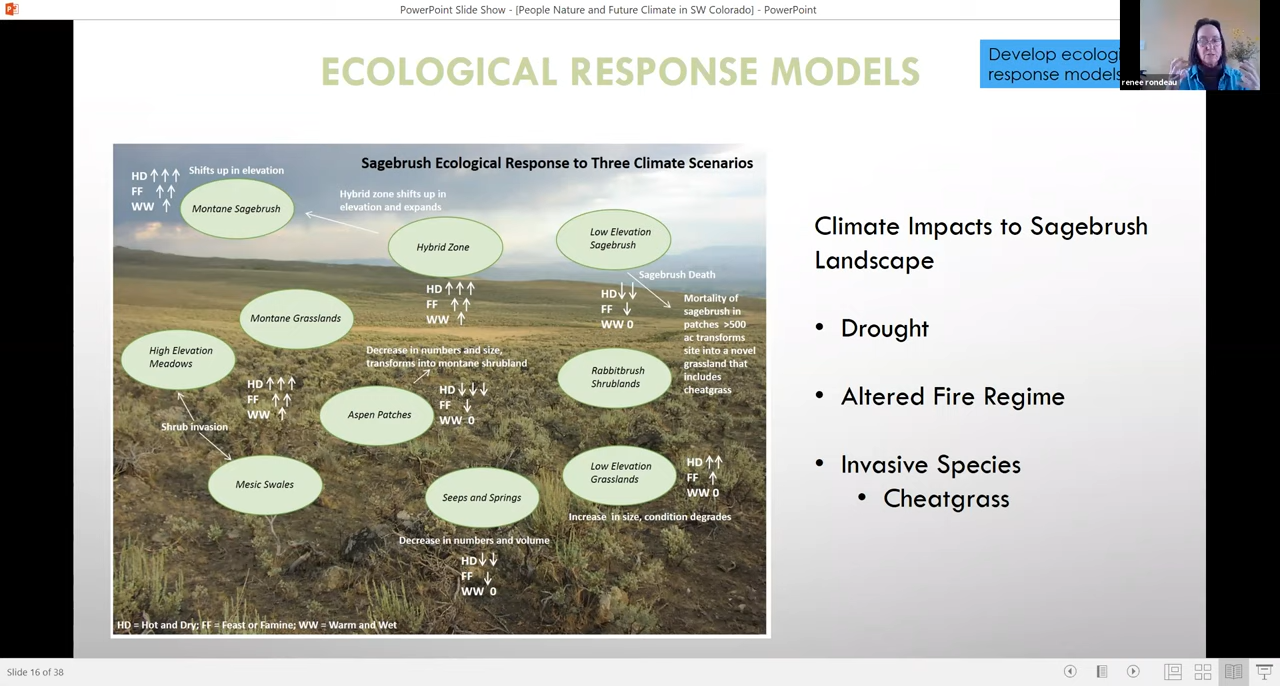 PowerPoint Slide Show - [People Nature and Future Climate in SW Colorado] - PowerPoint
ECOLOGICAL RESPONSE MODELS
Develop ecologi
response models
renee rondeau
Sagebrush Ecological Response to Three Climate Scenarios
HD ↑↑↑
FF ↑↑
WW ↑
Shifts up in elevation
Montane Sagebrush
Hybrid zone shifts up in
elevation and expands
Hybrid Zone
HD ↑↑↑
FF ↑↑
WW ↑
Low Elevation
Sagebrush
Sagebrush Death
HD ↓↓
FF ↓
WW 0
Mortality of
sagebrush in
patches >500
ac transforms
site into a novel
grassland that
includes
cheatgrass
Montane Grasslands
High Elevation
Meadows
HD ↑↑↑
FF ↑↑
WW ↑
Shrub invasion
Decrease in numbers and size,
transforms into montane shrubland
Aspen Patches
HD ↓↓↓
FF ↓
WW 0
Rabbitbrush
Shrublands
Mesic Swales
Seeps and Springs
Decrease in numbers and volume
HD ↓↓
FF ↓
WW 0
Low Elevation
Grasslands
HD ↑↑
FF ↑
WW 0
Increase in size, condition degrades
HD = Hot and Dry; FF = Feast or Famine; WW = Warm and Wet
Climate Impacts to Sagebrush
Landscape
• Drought
• Altered Fire Regime
• Invasive Species
• Cheatgrass
Slide 16 of 38